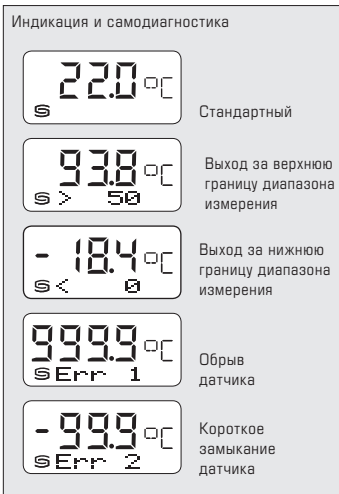 Индикация и самодиагностика
22.0 °C
S
Стандартный
93.8 °C
S > 50
Выход за верхнюю
границу диапазона
измерения
- 18.4 °C
S < 0
Выход за нижнюю
границу диапазона
измерения
999.9 °C
S Err 1
Обрыв
датчика
- 99.9 °C
S Err 2
Короткое
замыкание
датчика